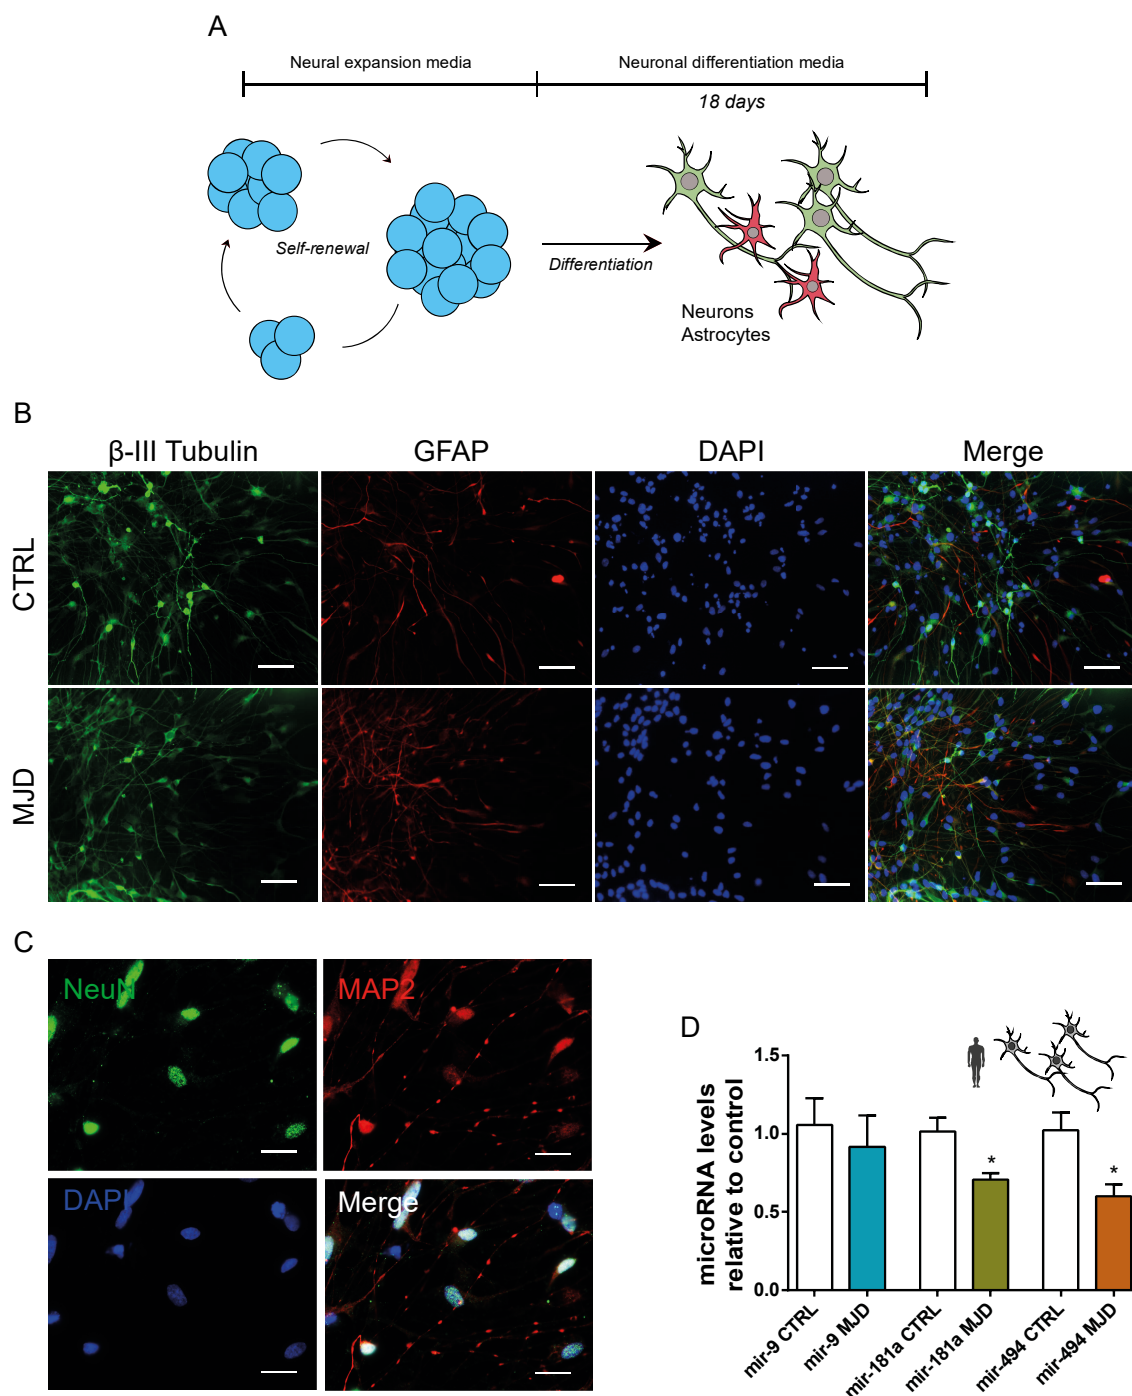 A
Neural expansion media
Neuronal differentiation media
18 days
Self-renewal
Differentiation
Neurons
Astrocytes
B
β-III Tubulin
GFAP
DAPI
Merge
CTRL
MJD
C
NeuN
MAP2
DAPI
Merge
D
microRNA levels
relative to control
1.5
1.0
0.5
0.0
*
*
mir-9 CTRL
mir-9 MJD
mir-181a CTRL
mir-181a MJD
mir-494 CTRL
mir-494 MJD